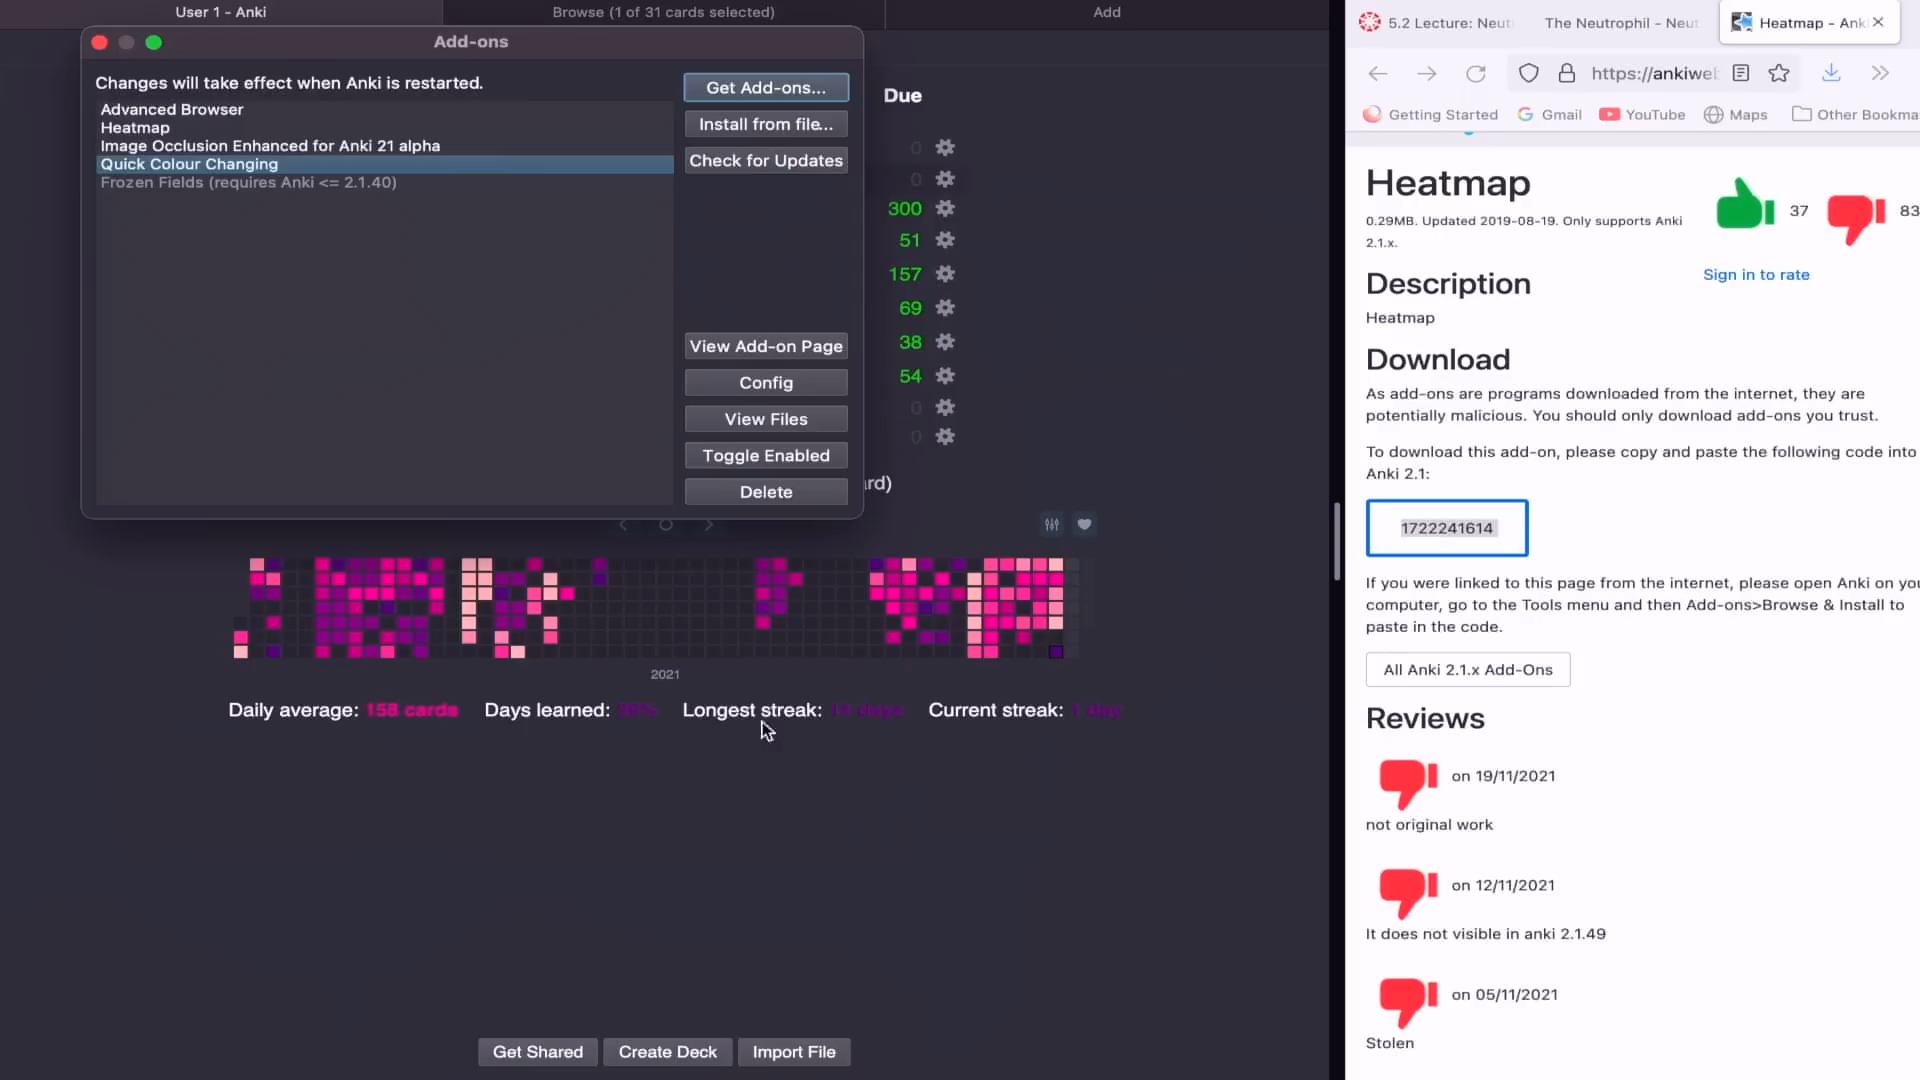 User 1 - Anki
Browse (1 of 31 cards selected)
Add
Add-ons
Changes will take effect when Anki is restarted.
Advanced Browser
Heatmap
Image Occlusion Enhanced for Anki 21 alpha
Quick Colour Changing
Frozen Fields (requires Anki <= 2.1.40)
Get Add-ons...
Install from file...
Check for Updates
View Add-on Page
Config
View Files
Toggle Enabled
Delete
Due
0
0
300
51
157
69
38
54
0
0
ard)
2021
Daily average: 158 cards
Days learned:
Longest streak: days
Current streak: 1 day
Get Shared
Create Deck
Import File
5.2 Lecture: Neut
The Neutrophil - Neut
Heatmap - Ank
https://ankiwel
Getting Started
Gmail
YouTube
Maps
Other Bookma
Heatmap
37
83
0.29MB. Updated 2019-08-19. Only supports Anki
2.1.x.
Sign in to rate
Description
Heatmap
Download
As add-ons are programs downloaded from the internet, they are
potentially malicious. You should only download add-ons you trust.
To download this add-on, please copy and paste the following code into
Anki 2.1:
1722241614
If you were linked to this page from the internet, please open Anki on you
computer, go to the Tools menu and then Add-ons>Browse & Install to
paste in the code.
All Anki 2.1.x Add-Ons
Reviews
on 19/11/2021
not original work
on 12/11/2021
It does not visible in anki 2.1.49
on 05/11/2021
Stolen